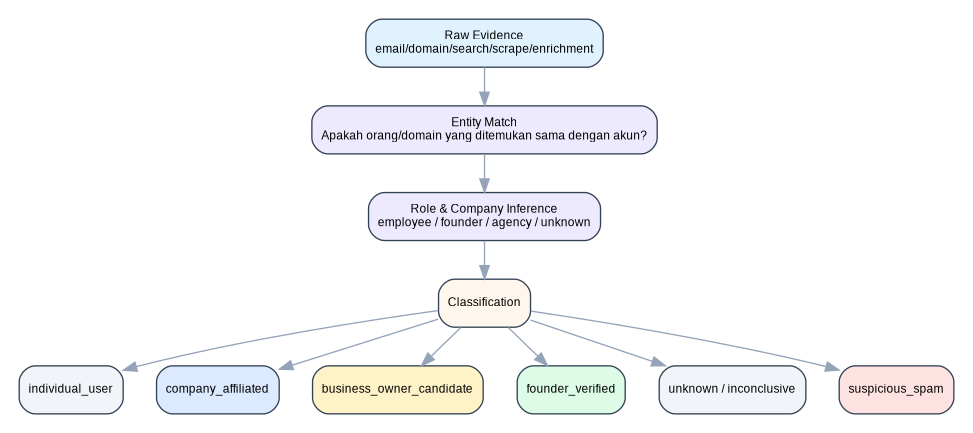 Raw Evidence
email/domain/search/scrape/enrichment
Entity Match
Apakah orang/domain yang ditemukan sama dengan akun?
Role & Company Inference
employee / founder / agency / unknown
Classification
individual_user
company_affiliated
business_owner_candidate
founder_verified
unknown / inconclusive
suspicious_spam